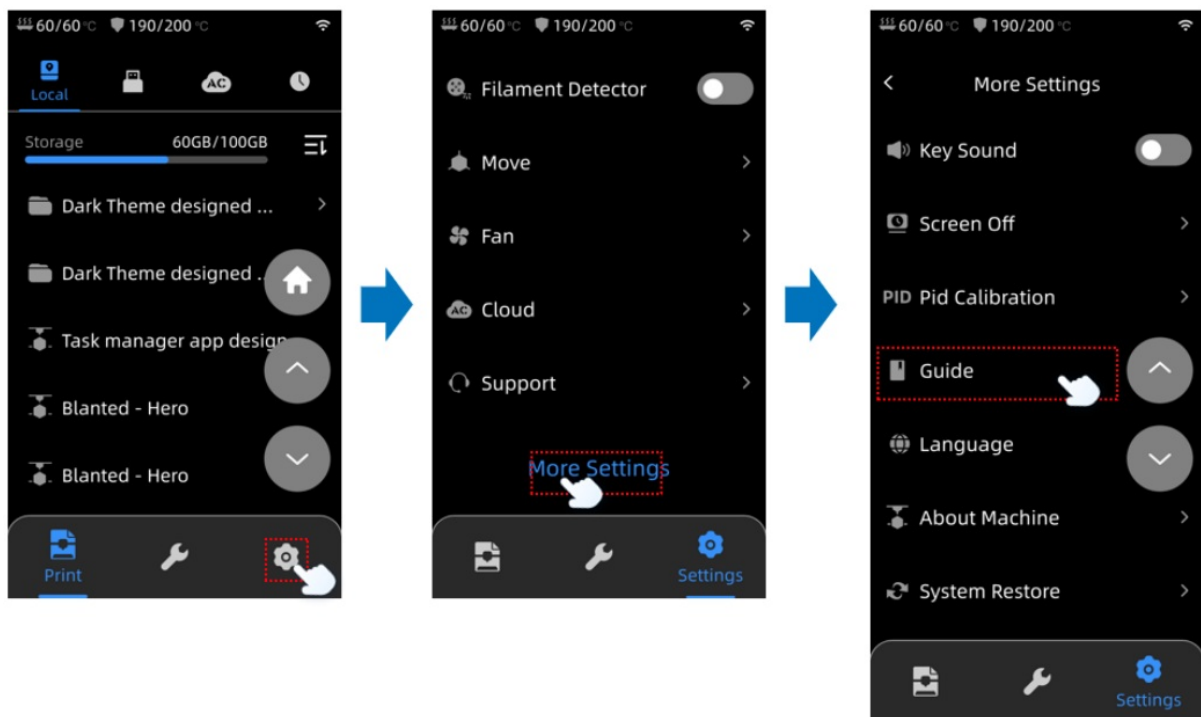 60/60 °C 190/200 °C
Local
AC
Storage 60GB/100GB
Dark Theme designed ...
Dark Theme designed .
Task manager app design
Blanted - Hero
Blanted - Hero
Print
60/60 °C 190/200 °C
Filament Detector
Move
Fan
AC Cloud
Support
More Settings
Settings
60/60 °C 190/200 °C
More Settings
Key Sound
Screen Off
PID Pid Calibration
Guide
Language
About Machine
System Restore
Settings